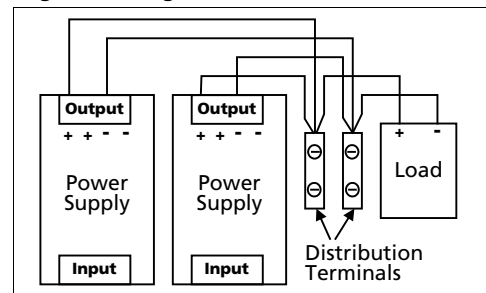 Output
+ + - -
Power
Supply
Input
Output
+ + - -
Power
Supply
Input
+ -
Load
Distribution
Terminals